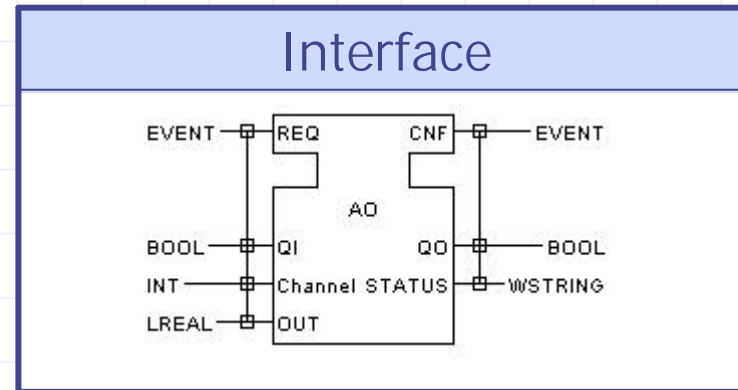 Interface
EVENT REQ CNF EVENT
AO
BOOL QI QO BOOL
INT Channel STATUS WSTRING
LREAL OUT